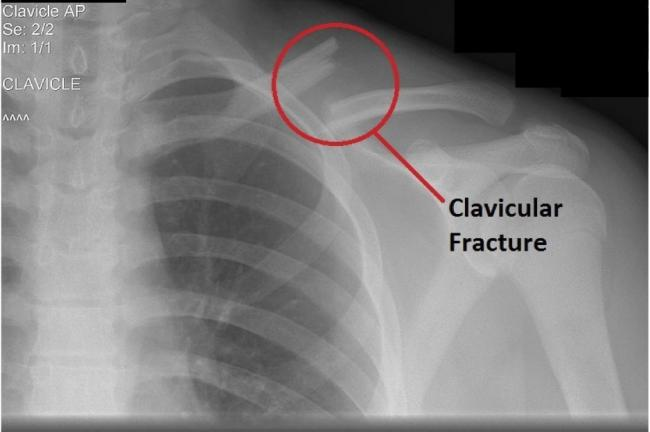 Clavicle AP
Se: 2/2
Im: 1/1
CLAVICLE
^^^^
Clavicular
Fracture